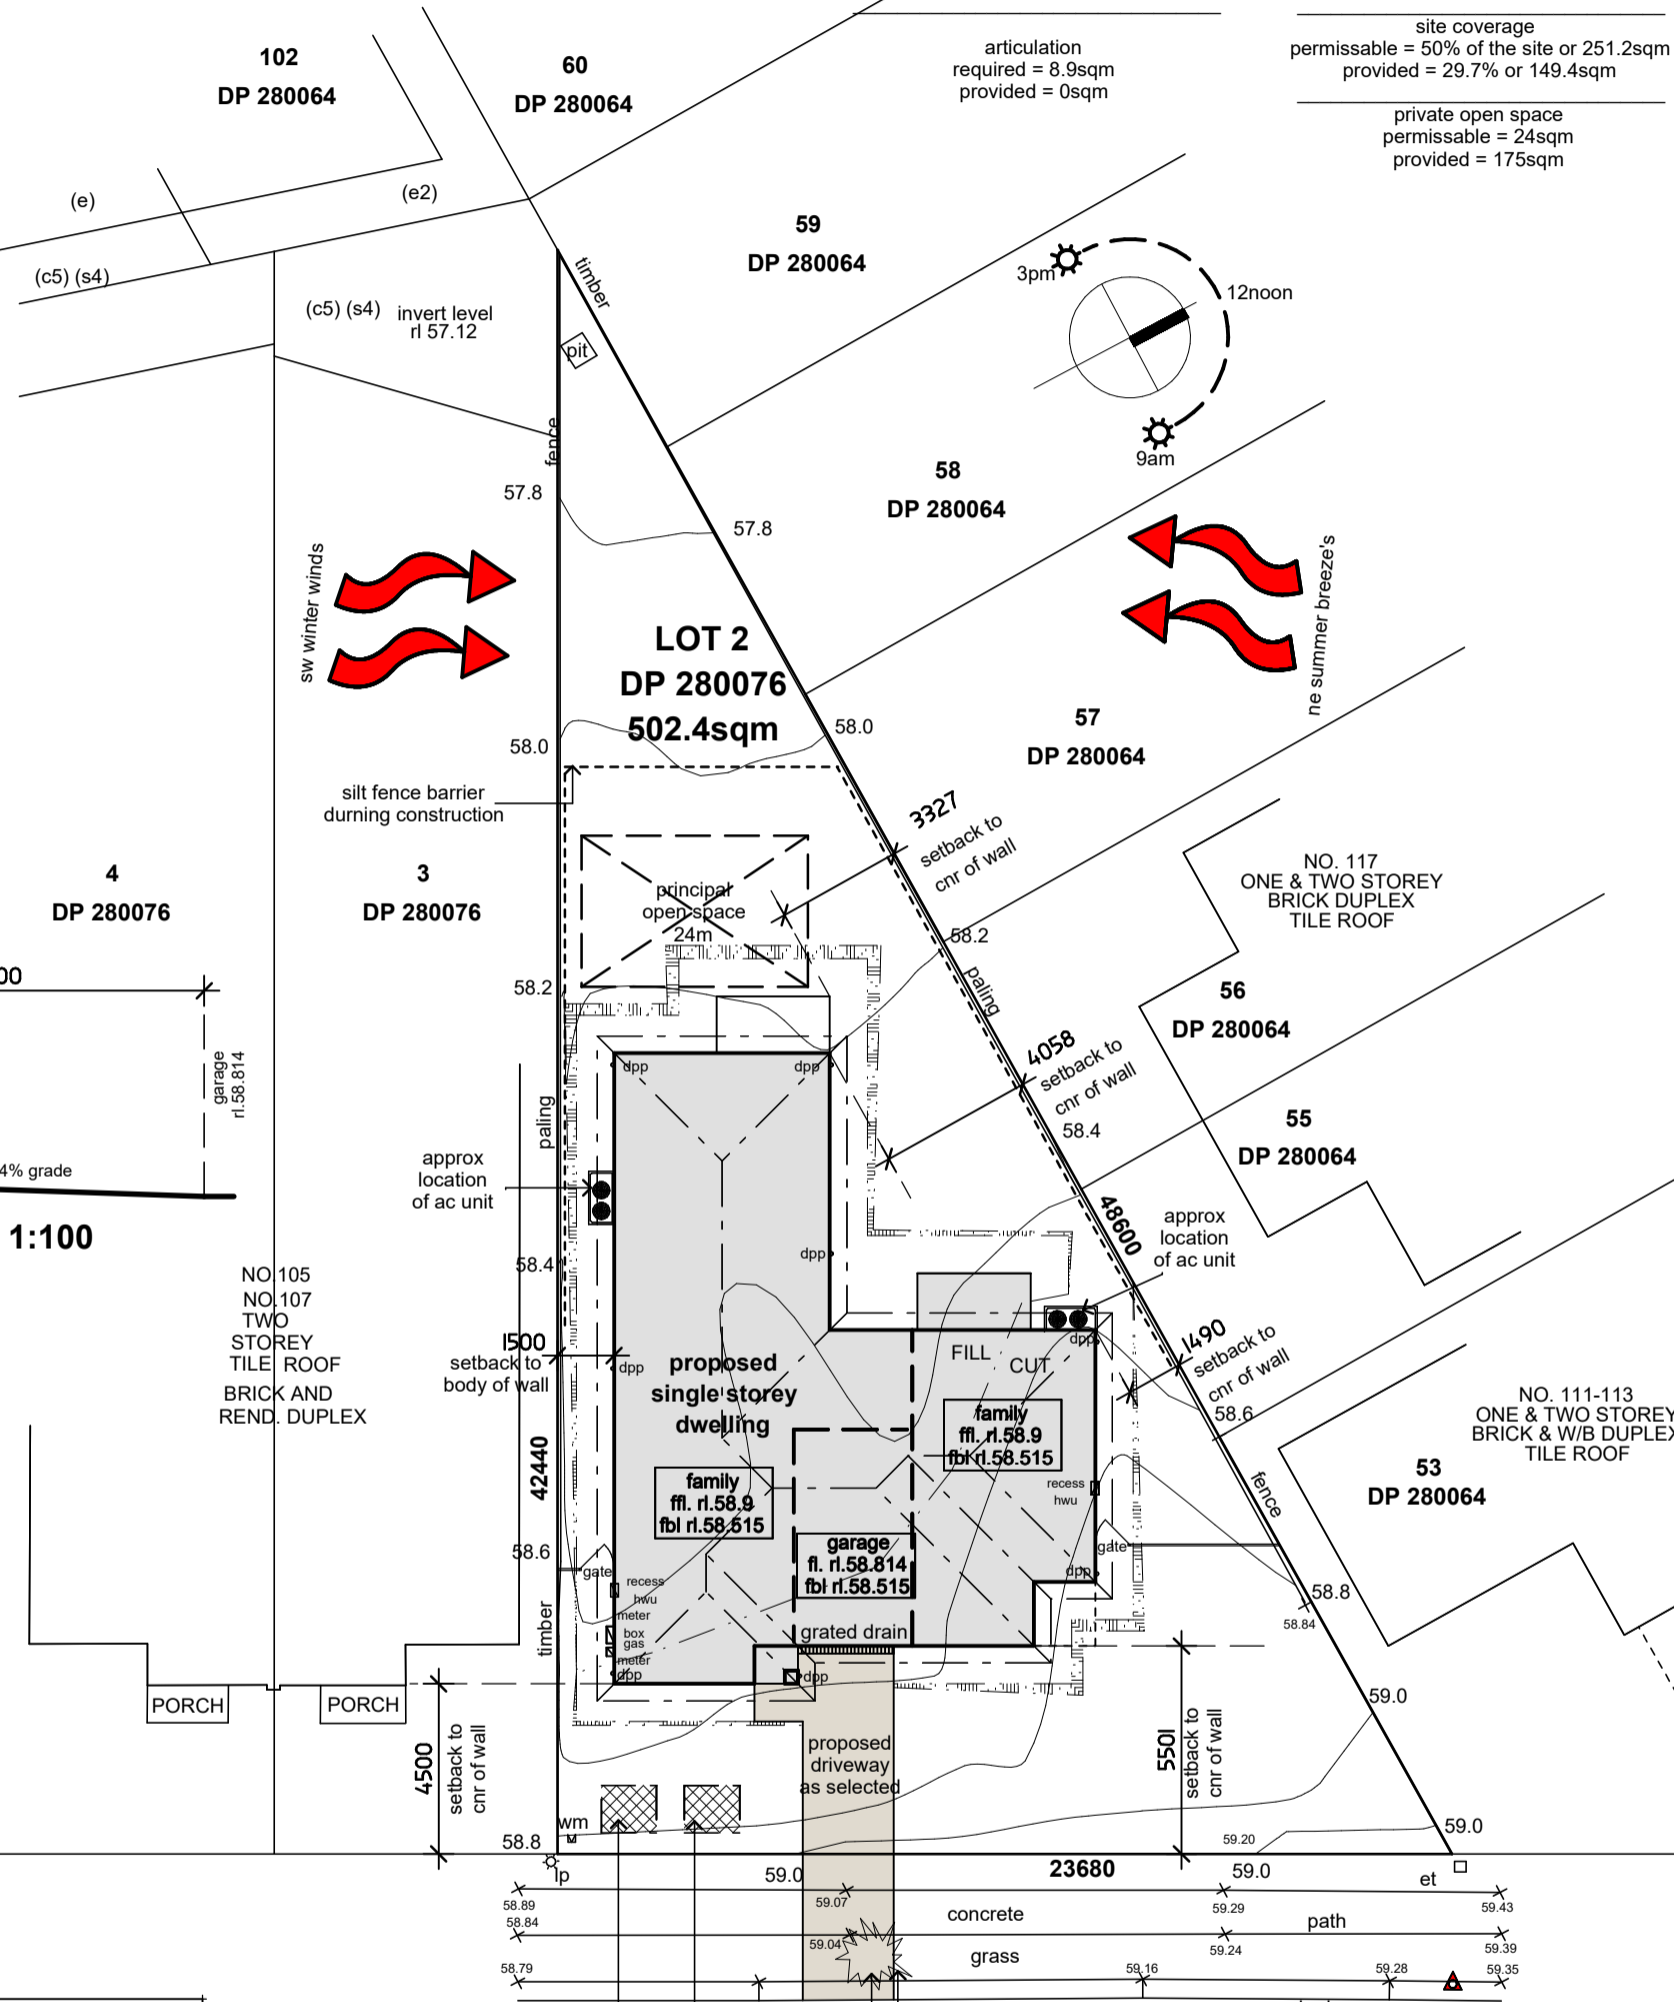 102
DP 280064
60
DP 280064
articulation
required = 8.9sqm
provided = 0sqm
site coverage
permissable = 50% of the site or 251.2sqm
provided = 29.7% or 149.4sqm
private open space
permissable = 24sqm
provided = 175sqm
(e)
(e2)
59
DP 280064
(c5) (s4)
(c5) (s4)
invert level
rl 57.12
timber
pit
3pm
12noon
9am
fence
57.8
57.8
58
DP 280064
sw winter winds
ne summer breeze's
LOT 2
DP 280076
502.4sqm
58.0
58.0
57
DP 280064
silt fence barrier
durning construction
3327
setback to
cnr of wall
4
DP 280076
3
DP 280076
principal
open space
24m
58.2
paling
NO. 117
ONE & TWO STOREY
BRICK DUPLEX
TILE ROOF
00
58.2
56
DP 280064
garage
rl.58.814
4058
setback to
cnr of wall
58.4
dpp
dpp
paling
55
DP 280064
4% grade
1:100
approx
location
of ac unit
48600
approx
location
of ac unit
dpp
58.4
NO.105
NO.107
TWO
STOREY
TILE ROOF
BRICK AND
REND. DUPLEX
1500
setback to
body of wall
dpp
proposed
single storey
dwelling
FILL
CUT
dpp
1490
setback to
cnr of wall
58.6
NO. 111-113
ONE & TWO STOREY
BRICK & W/B DUPLEX
TILE ROOF
family
ffl. rl.58.9
fbl rl.58.515
42440
family
ffl. rl.58.9
fbl rl.58.515
recess
hwu
fence
53
DP 280064
garage
fl. rl.58.814
fbl rl.58.515
58.6
gate
gate
dpp
recess
hwu
meter
box
gas
meter
dpp
timber
grated drain
dpp
58.8
58.84
PORCH
PORCH
59.0
4500
setback to
cnr of wall
proposed
driveway
as selected
5501
setback to
cnr of wall
wm
58.8
59.20
59.0
lp
59.0
23680
59.0
et
58.89
59.07
concrete
59.29
path
59.43
58.84
59.04
grass
59.24
59.39
58.79
59.16
59.28
59.35